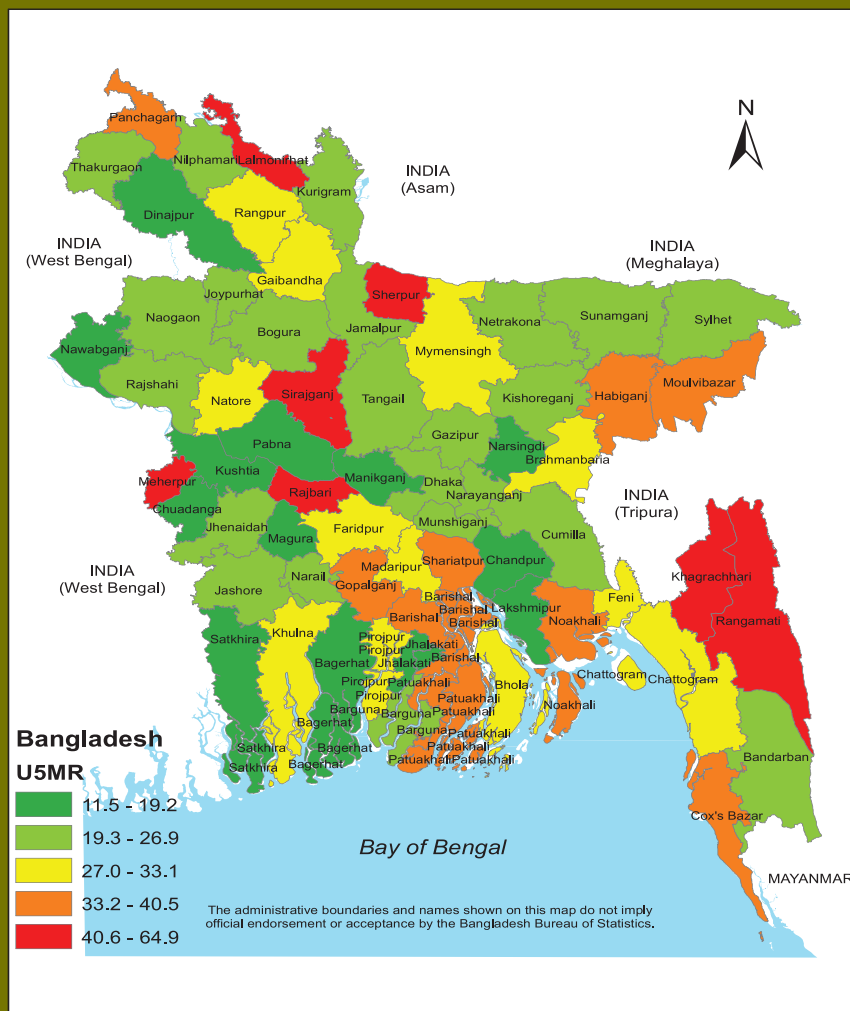 N
Panchagarh
Nilphamari
Lalmonirhat
Thakurgaon
Kurigram
INDIA
(Asam)
Dinajpur
Rangpur
INDIA
(West Bengal)
INDIA
(Meghalaya)
Gaibandha
Joypurhat
Sherpur
Naogaon
Sunamganj
Sylhet
Netrakona
Jamalpur
Bogura
Nawabganj
Mymensingh
Rajshahi
Moulvibazar
Natore
Sirajganj
Tangail
Kishoreganj
Habiganj
Gazipur
Pabna
Narsingdi
Brahmanbaria
Kushtia
Meherpur
Manikganj
Dhaka
Rajbari
Narayanganj
INDIA
(Tripura)
Chuadanga
Jhenaidah
Faridpur
Munshiganj
Magura
Cumilla
Shariatpur
Chandpur
Madaripur
INDIA
(West Bengal)
Khagrachhari
Narail
Gopalganj
Jashore
Barishal
Feni
Lakshmipur
Barishal
Barishal
Noakhali
Barishal
Rangamati
Khulna
Satkhira
Pirojpur
Jhalakati
Pirojpur
Barishal
Bagerhat
Jhalakati
Chattogram
Chattogram
Pirojpur
Patuakhali
Bhola
Pirojpur
Patuakhali
Noakhali
Barguna
Barguna
Patuakhali
Bagerhat
Barguna
Patuakhali
Satkhira
Bagerhat
Patuakhali
Bandarban
Satkhira
Bagerhat
Patuakhali
Patuakhali
Bangladesh
U5MR
11.5 - 19.2
19.3 - 26.9
27.0 - 33.1
33.2 - 40.5
40.6 - 64.9
Cox's Bazar
Bay of Bengal
MAYANMAR
The administrative boundaries and names shown on this map do not imply
official endorsement or acceptance by the Bangladesh Bureau of Statistics.